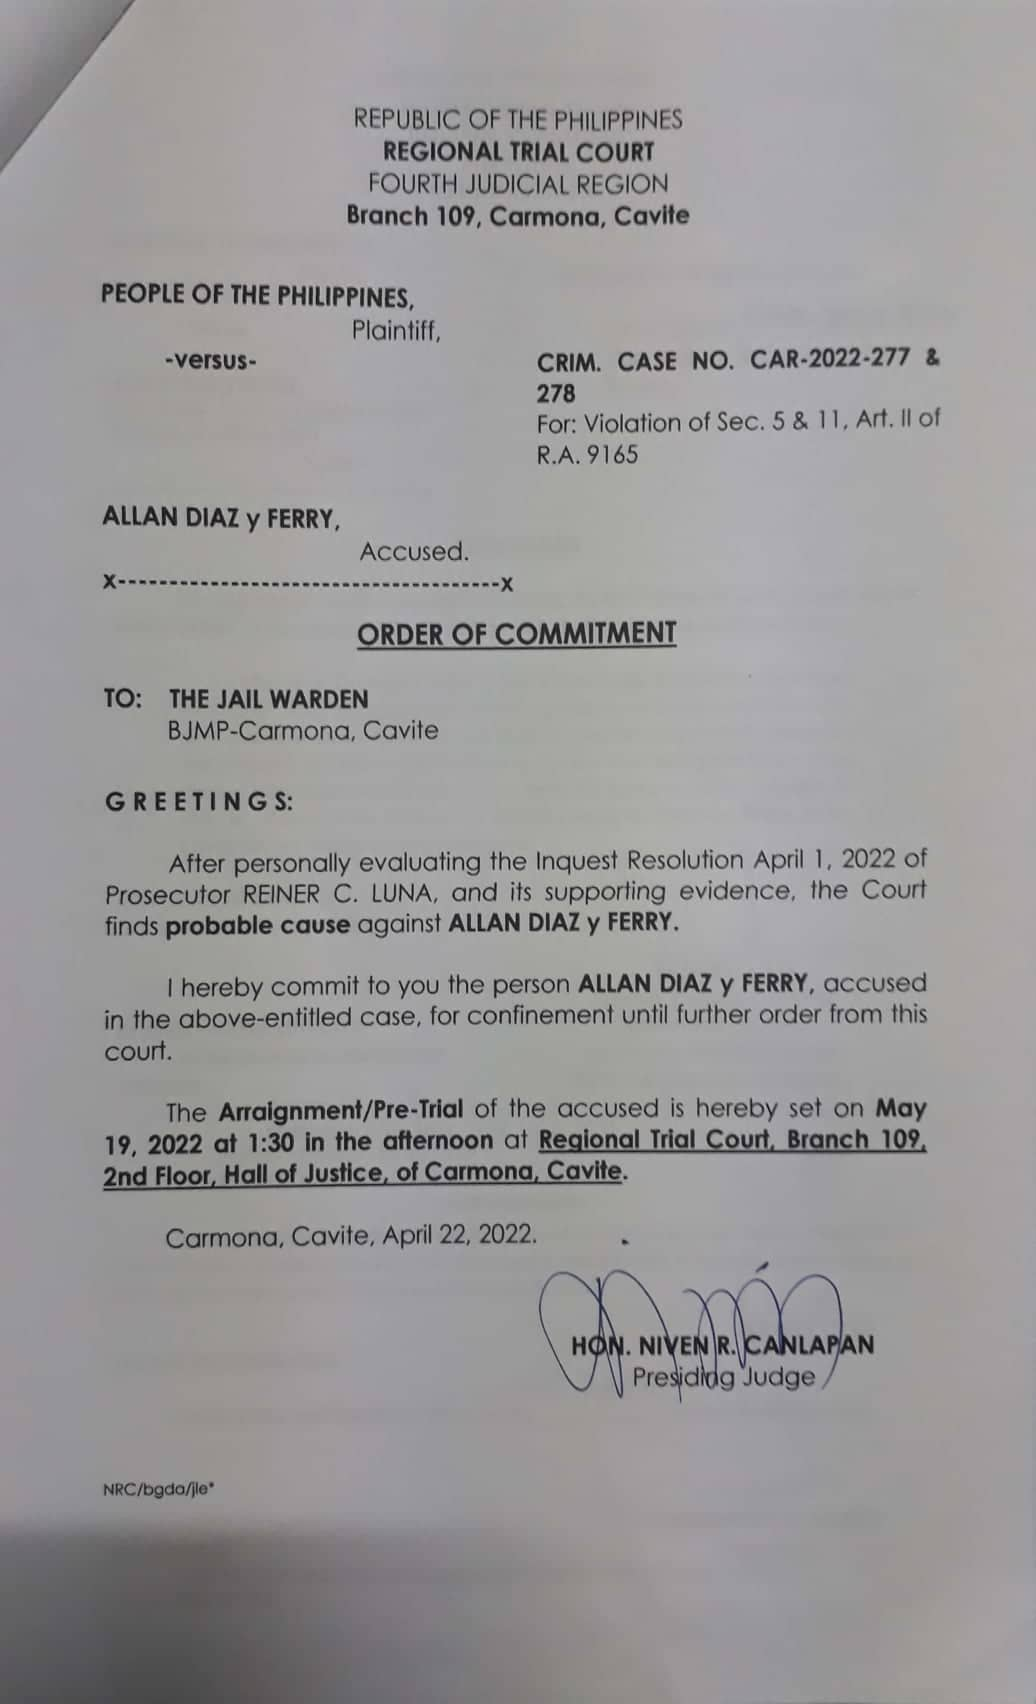 REPUBLIC OF THE PHILIPPINES
REGIONAL TRIAL COURT
FOURTH JUDICIAL REGION
Branch 109, Carmona, Cavite
PEOPLE OF THE PHILIPPINES,
Plaintiff,
-versus-
CRIM. CASE NO. CAR-2022-277 &
278
For: Violation of Sec. 5 & 11, Art. II of
R.A. 9165
ALLAN DIAZ y FERRY,
Accused.
x--------------------------------------x
ORDER OF COMMITMENT
TO: THE JAIL WARDEN
BJMP-Carmona, Cavite
G R E E T I N G S:
After personally evaluating the Inquest Resolution April 1, 2022 of
Prosecutor REINER C. LUNA, and its supporting evidence, the Court
finds probable cause against ALLAN DIAZ y FERRY.
I hereby commit to you the person ALLAN DIAZ y FERRY, accused
in the above-entitled case, for confinement until further order from this
court.
The Arraignment/Pre-Trial of the accused is hereby set on May
19, 2022 at 1:30 in the afternoon at Regional Trial Court, Branch 109,
2nd Floor, Hall of Justice, of Carmona, Cavite.
Carmona, Cavite, April 22, 2022.
HON. NIVEN R. CANLAPAN
Presiding Judge
NRC/bgda/jle*